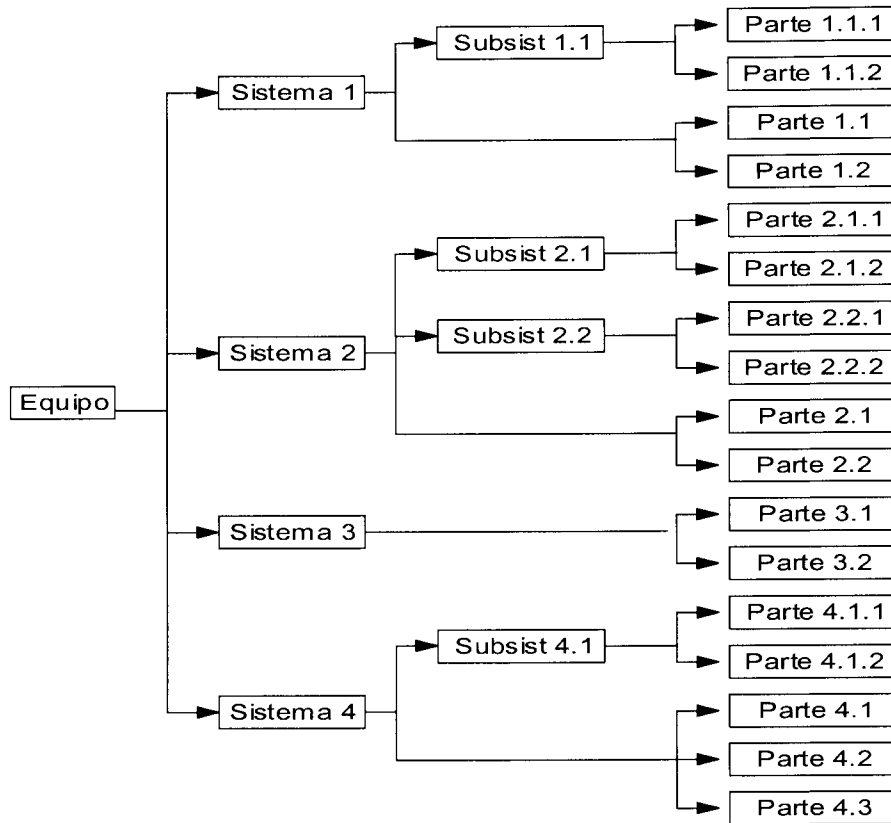 Equipo
Sistema 1
Subsist 1.1
Parte 1.1.1
Parte 1.1.2
Parte 1.1
Parte 1.2
Sistema 2
Subsist 2.1
Parte 2.1.1
Parte 2.1.2
Subsist 2.2
Parte 2.2.1
Parte 2.2.2
Parte 2.1
Parte 2.2
Sistema 3
Parte 3.1
Parte 3.2
Sistema 4
Subsist 4.1
Parte 4.1.1
Parte 4.1.2
Parte 4.1
Parte 4.2
Parte 4.3